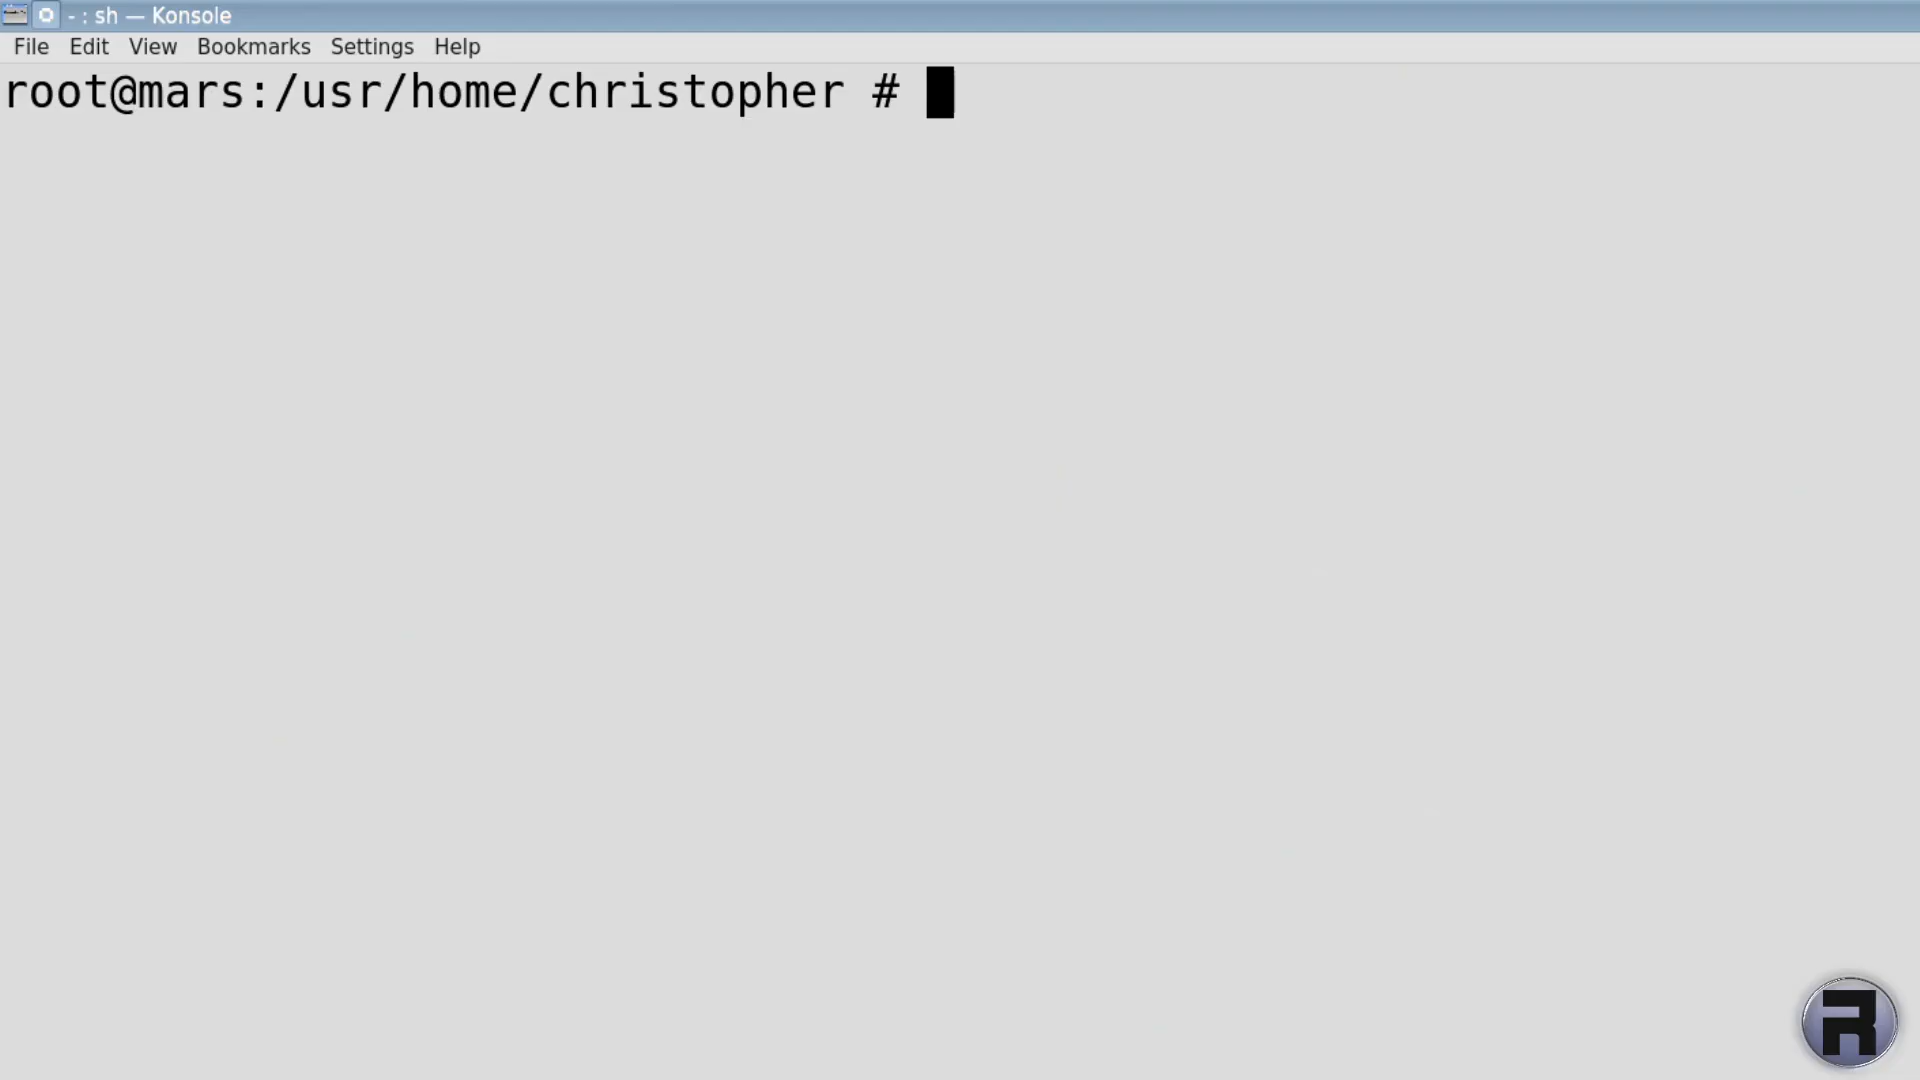 - : sh — Konsole
File Edit View Bookmarks Settings Help
root@mars:/usr/home/christopher #
R